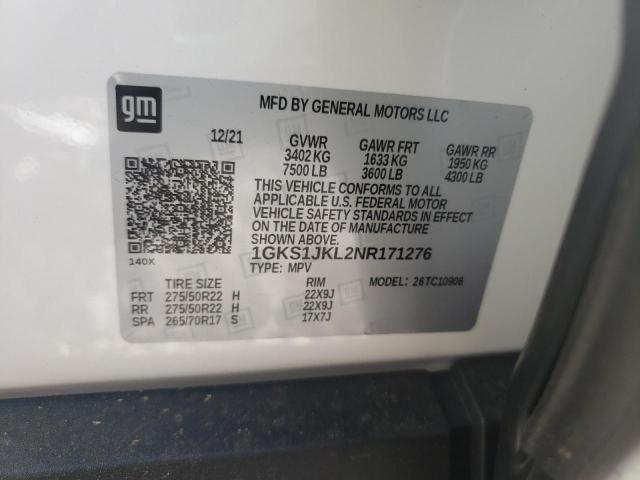 gm
MFD BY GENERAL MOTORS LLC
12/21 GVWR GAWR FRT GAWR RR
3402 KG 1633 KG 1950 KG
7500 LB 3600 LB 4300 LB
THIS VEHICLE CONFORMS TO ALL
APPLICABLE U.S. FEDERAL MOTOR
VEHICLE SAFETY STANDARDS IN EFFECT
ON THE DATE OF MANUFACTURE
SHOWN ABOVE.
140X
1GKS1JKL2NR171276
TYPE: MPV MODEL: 26TC10906
TIRE SIZE RIM
FRT 275/50R22 H 22X9J
RR 275/50R22 H 22X9J
SPA 265/70R17 S 17X7J